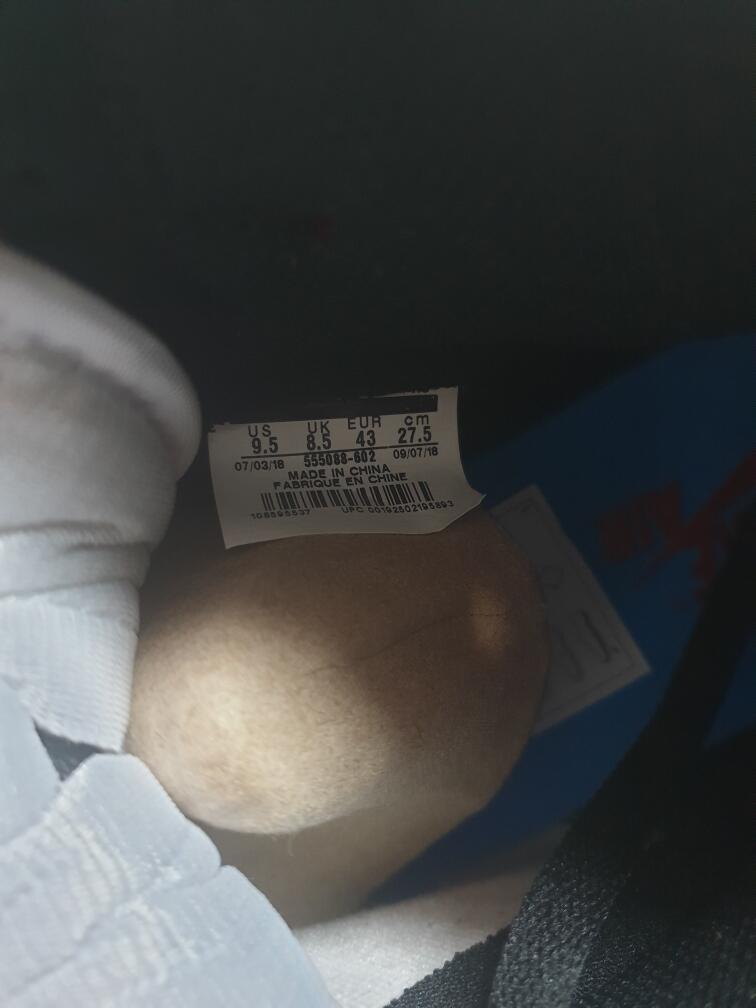 US UK EUR cm
9.5 8.5 43 27.5
07/03/18 555088-602 09/07/18
MADE IN CHINA
FABRIQUE EN CHINE
UPC 00192502195893